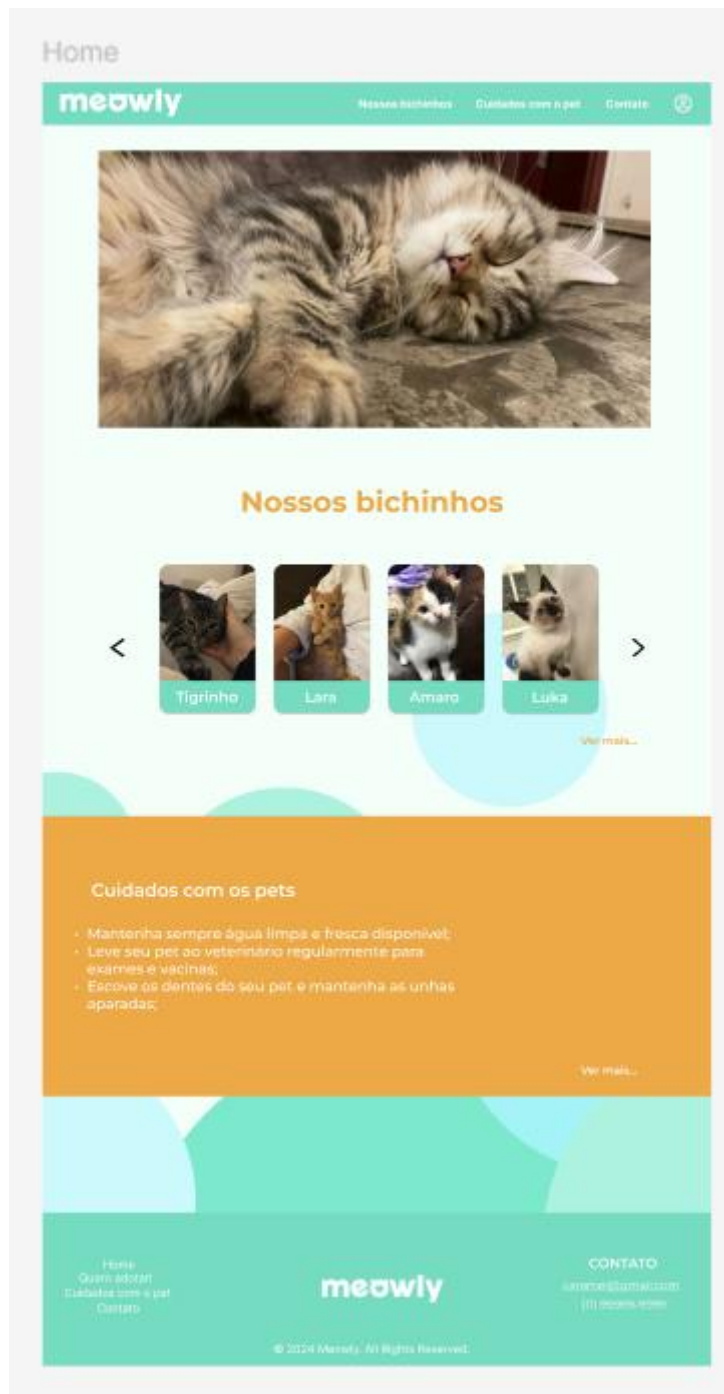 Home
meowly
Nossos bichinhos Cuidados com o pet Contato
Nossos bichinhos
<
Tigrinho Lara Amaro Luka
>
Ver mais...
Cuidados com os pets
• Mantenha sempre água limpa e fresca disponível;
• Leve seu pet ao veterinário regularmente para
exames e vacinas;
• Escove os dentes do seu pet e mantenha as unhas
aparadas;
Ver mais...
Home
Quero adotar!
Cuidados com o pet
Contato
meowly
CONTATO
© 2024 Meowly. All Rights Reserved.